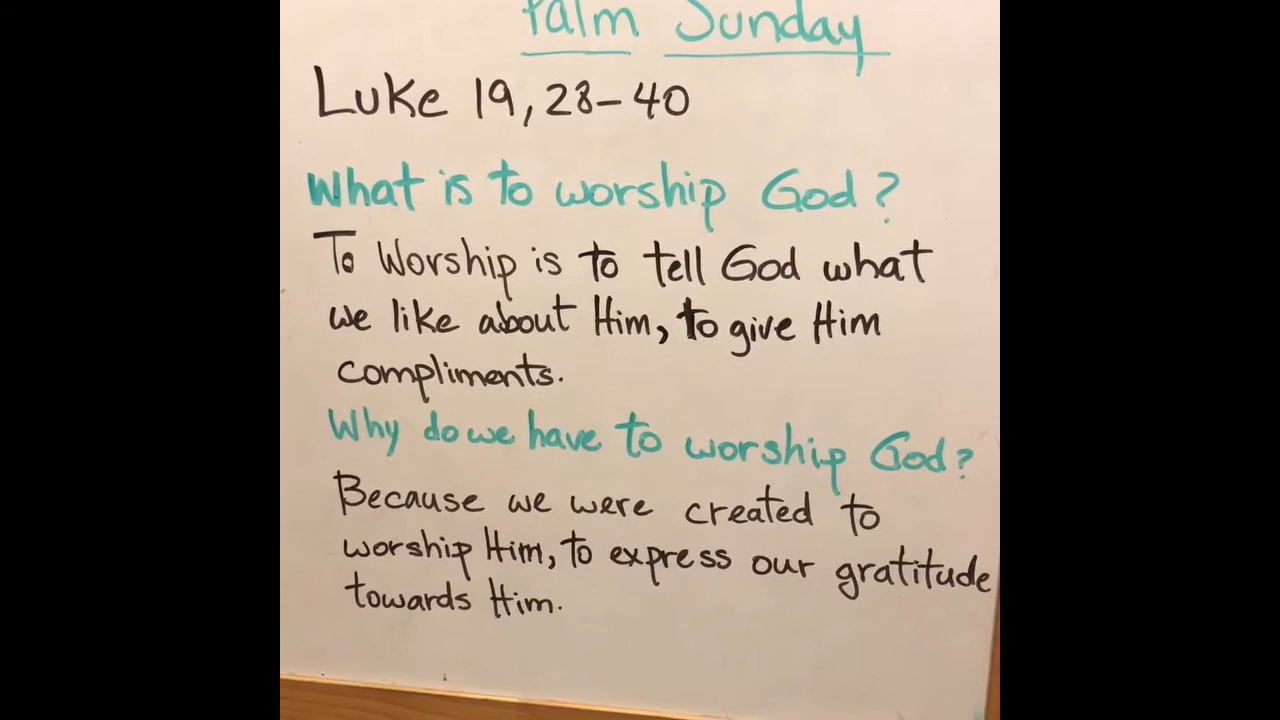 Palm Sunday
Luke 19, 28-40
What is to worship God?
To Worship is to tell God what
we like about Him, to give Him
compliments.
Why do we have to worship God?
Because we were created to
worship Him, to express our gratitude
towards Him.